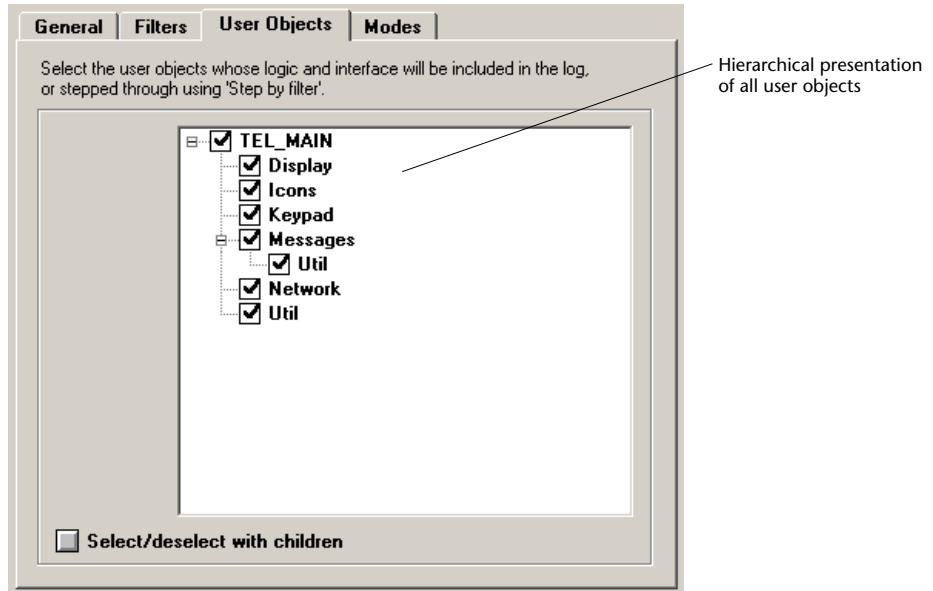 General Filters User Objects Modes
Select the user objects whose logic and interface will be included in the log,
or stepped through using 'Step by filter'.
Hierarchical presentation
of all user objects
TEL_MAIN
Display
Icons
Keypad
Messages
Util
Network
Util
Select/deselect with children